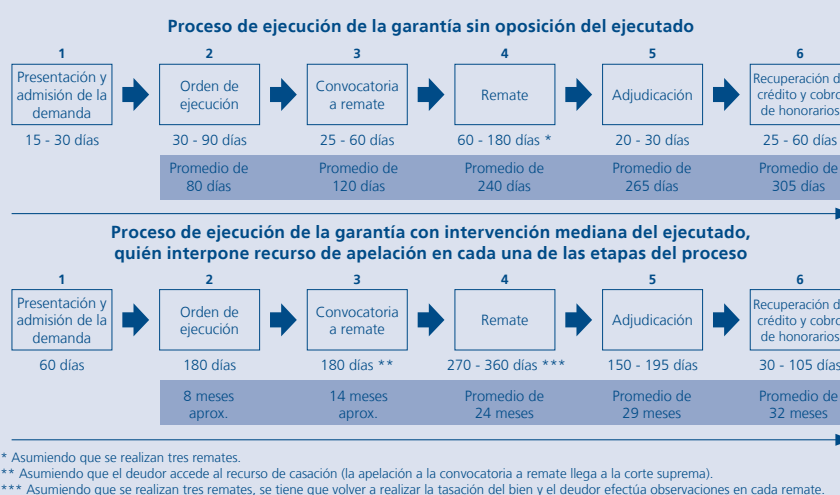 Proceso de ejecución de la garantía sin oposición del ejecutado
1 2 3 4 5 6
Presentación y
admisión de la
demanda
Orden de
ejecución
Convocatoria
a remate
Remate
Adjudicación
Recuperación d
crédito y cobro
de honorarios
15 - 30 días
30 - 90 días
25 - 60 días
60 - 180 días *
20 - 30 días
25 - 60 días
Promedio de
80 días
Promedio de
120 días
Promedio de
240 días
Promedio de
265 días
Promedio de
305 días
Proceso de ejecución de la garantía con intervención mediana del ejecutado,
quién interpone recurso de apelación en cada una de las etapas del proceso
1 2 3 4 5 6
Presentación y
admisión de la
demanda
Orden de
ejecución
Convocatoria
a remate
Remate
Adjudicación
Recuperación d
crédito y cobro
de honorarios
60 días
180 días
180 días **
270 - 360 días ***
150 - 195 días
30 - 105 días
8 meses
aprox.
14 meses
aprox.
Promedio de
24 meses
Promedio de
29 meses
Promedio de
32 meses
* Asumiendo que se realizan tres remates.
** Asumiendo que el deudor accede al recurso de casación (la apelación a la convocatoria a remate llega a la corte suprema).
*** Asumiendo que se realizan tres remates, se tiene que volver a realizar la tasación del bien y el deudor efectúa observaciones en cada remate.